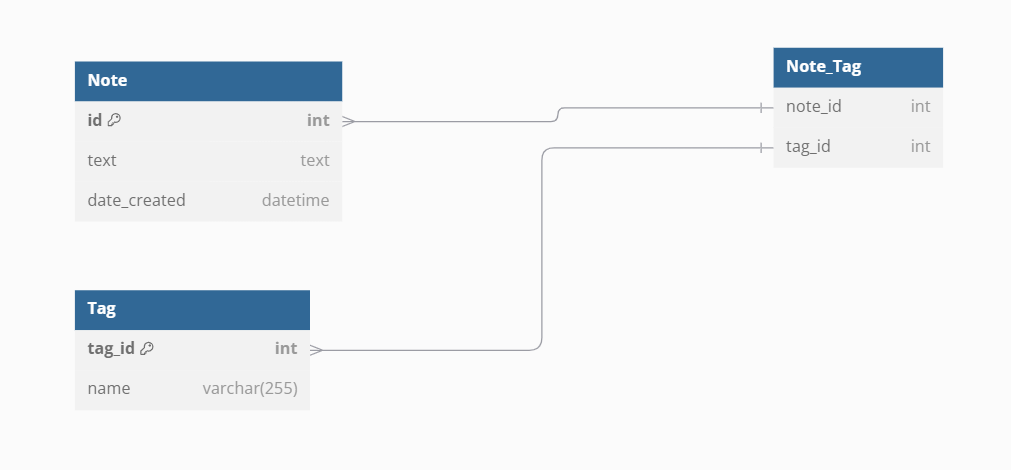 Note
id int
text text
date_created datetime
Tag
tag_id int
name varchar(255)
Note_Tag
note_id int
tag_id int